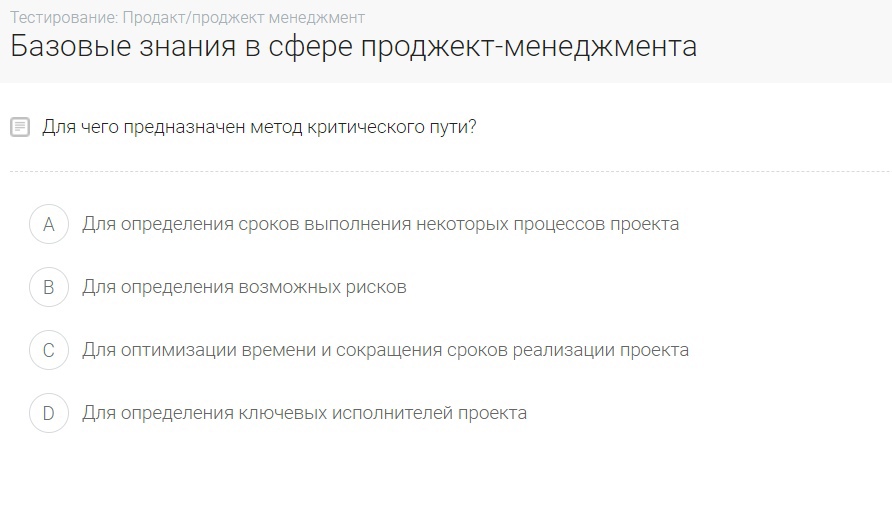 Тестирование: Продакт/проджект менеджмент
Базовые знания в сфере проджект-менеджмента
Для чего предназначен метод критического пути?
A Для определения сроков выполнения некоторых процессов проекта
B Для определения возможных рисков
C Для оптимизации времени и сокращения сроков реализации проекта
D Для определения ключевых исполнителей проекта